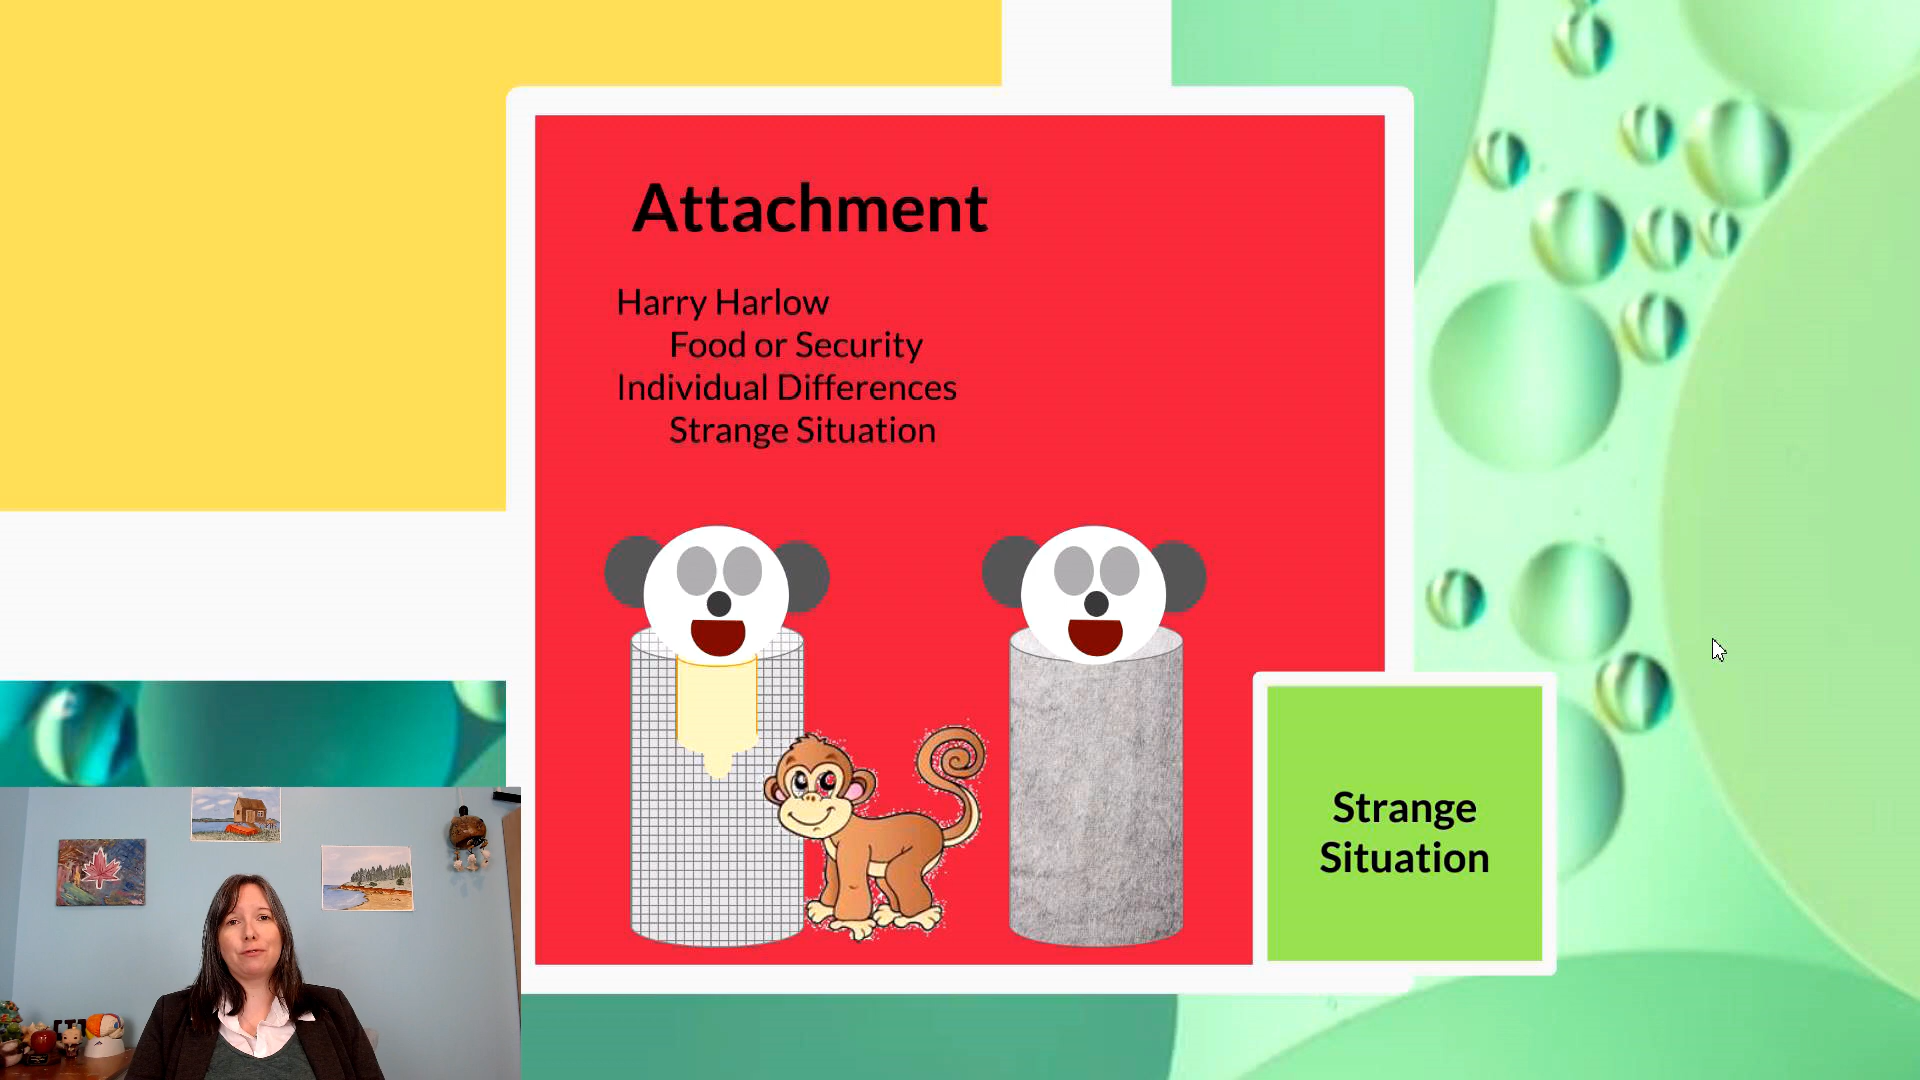 Attachment
Harry Harlow
Food or Security
Individual Differences
Strange Situation
Strange
Situation